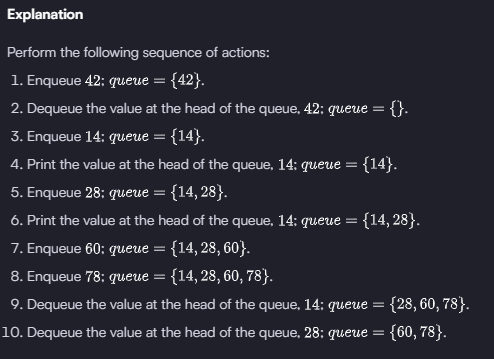 Explanation
Perform the following sequence of actions:
1. Enqueue 42; queue = {42}.
2. Dequeue the value at the head of the queue, 42; queue = {}.
3. Enqueue 14; queue = {14}.
4. Print the value at the head of the queue, 14; queue = {14}.
5. Enqueue 28; queue = {14, 28}.
6. Print the value at the head of the queue, 14; queue = {14, 28}.
7. Enqueue 60; queue = {14, 28, 60}.
8. Enqueue 78; queue = {14, 28, 60, 78}.
9. Dequeue the value at the head of the queue, 14; queue = {28, 60, 78}.
10. Dequeue the value at the head of the queue, 28; queue = {60, 78}.